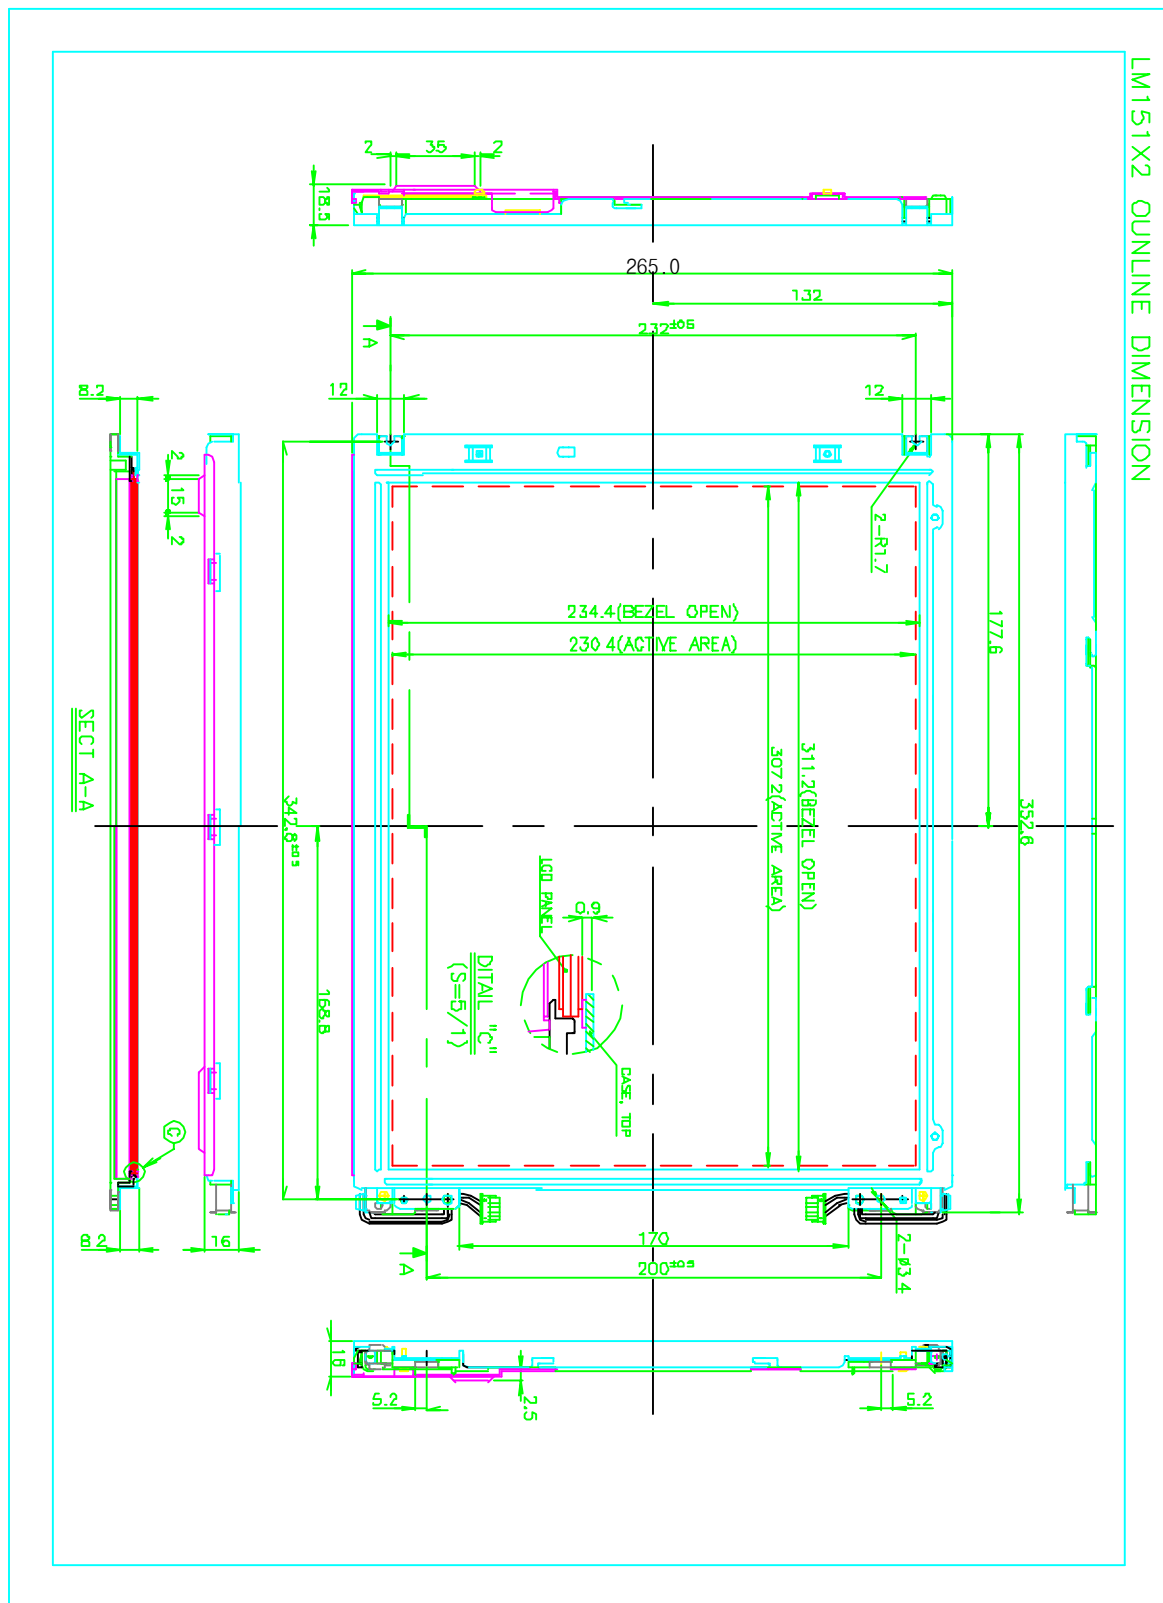 LM151X2 OUNLINE DIMENSION
2
35
2
18.5
265.0
132
232±0.5
A
12
12
8.2
2
15
2
2-R1.7
177.6
234.4(BEZEL OPEN)
230.4(ACTIVE AREA)
311.2(BEZEL OPEN)
307.2(ACTIVE AREA)
352.6
342.8±0.5
168.8
SECT A-A
LCD PANEL
0.9
DITAIL "C"
(S=5/1)
CASE, TOP
C
8.2
16
170
200±0.5
A
2-ø3.4
16
5.2
2.5
5.2